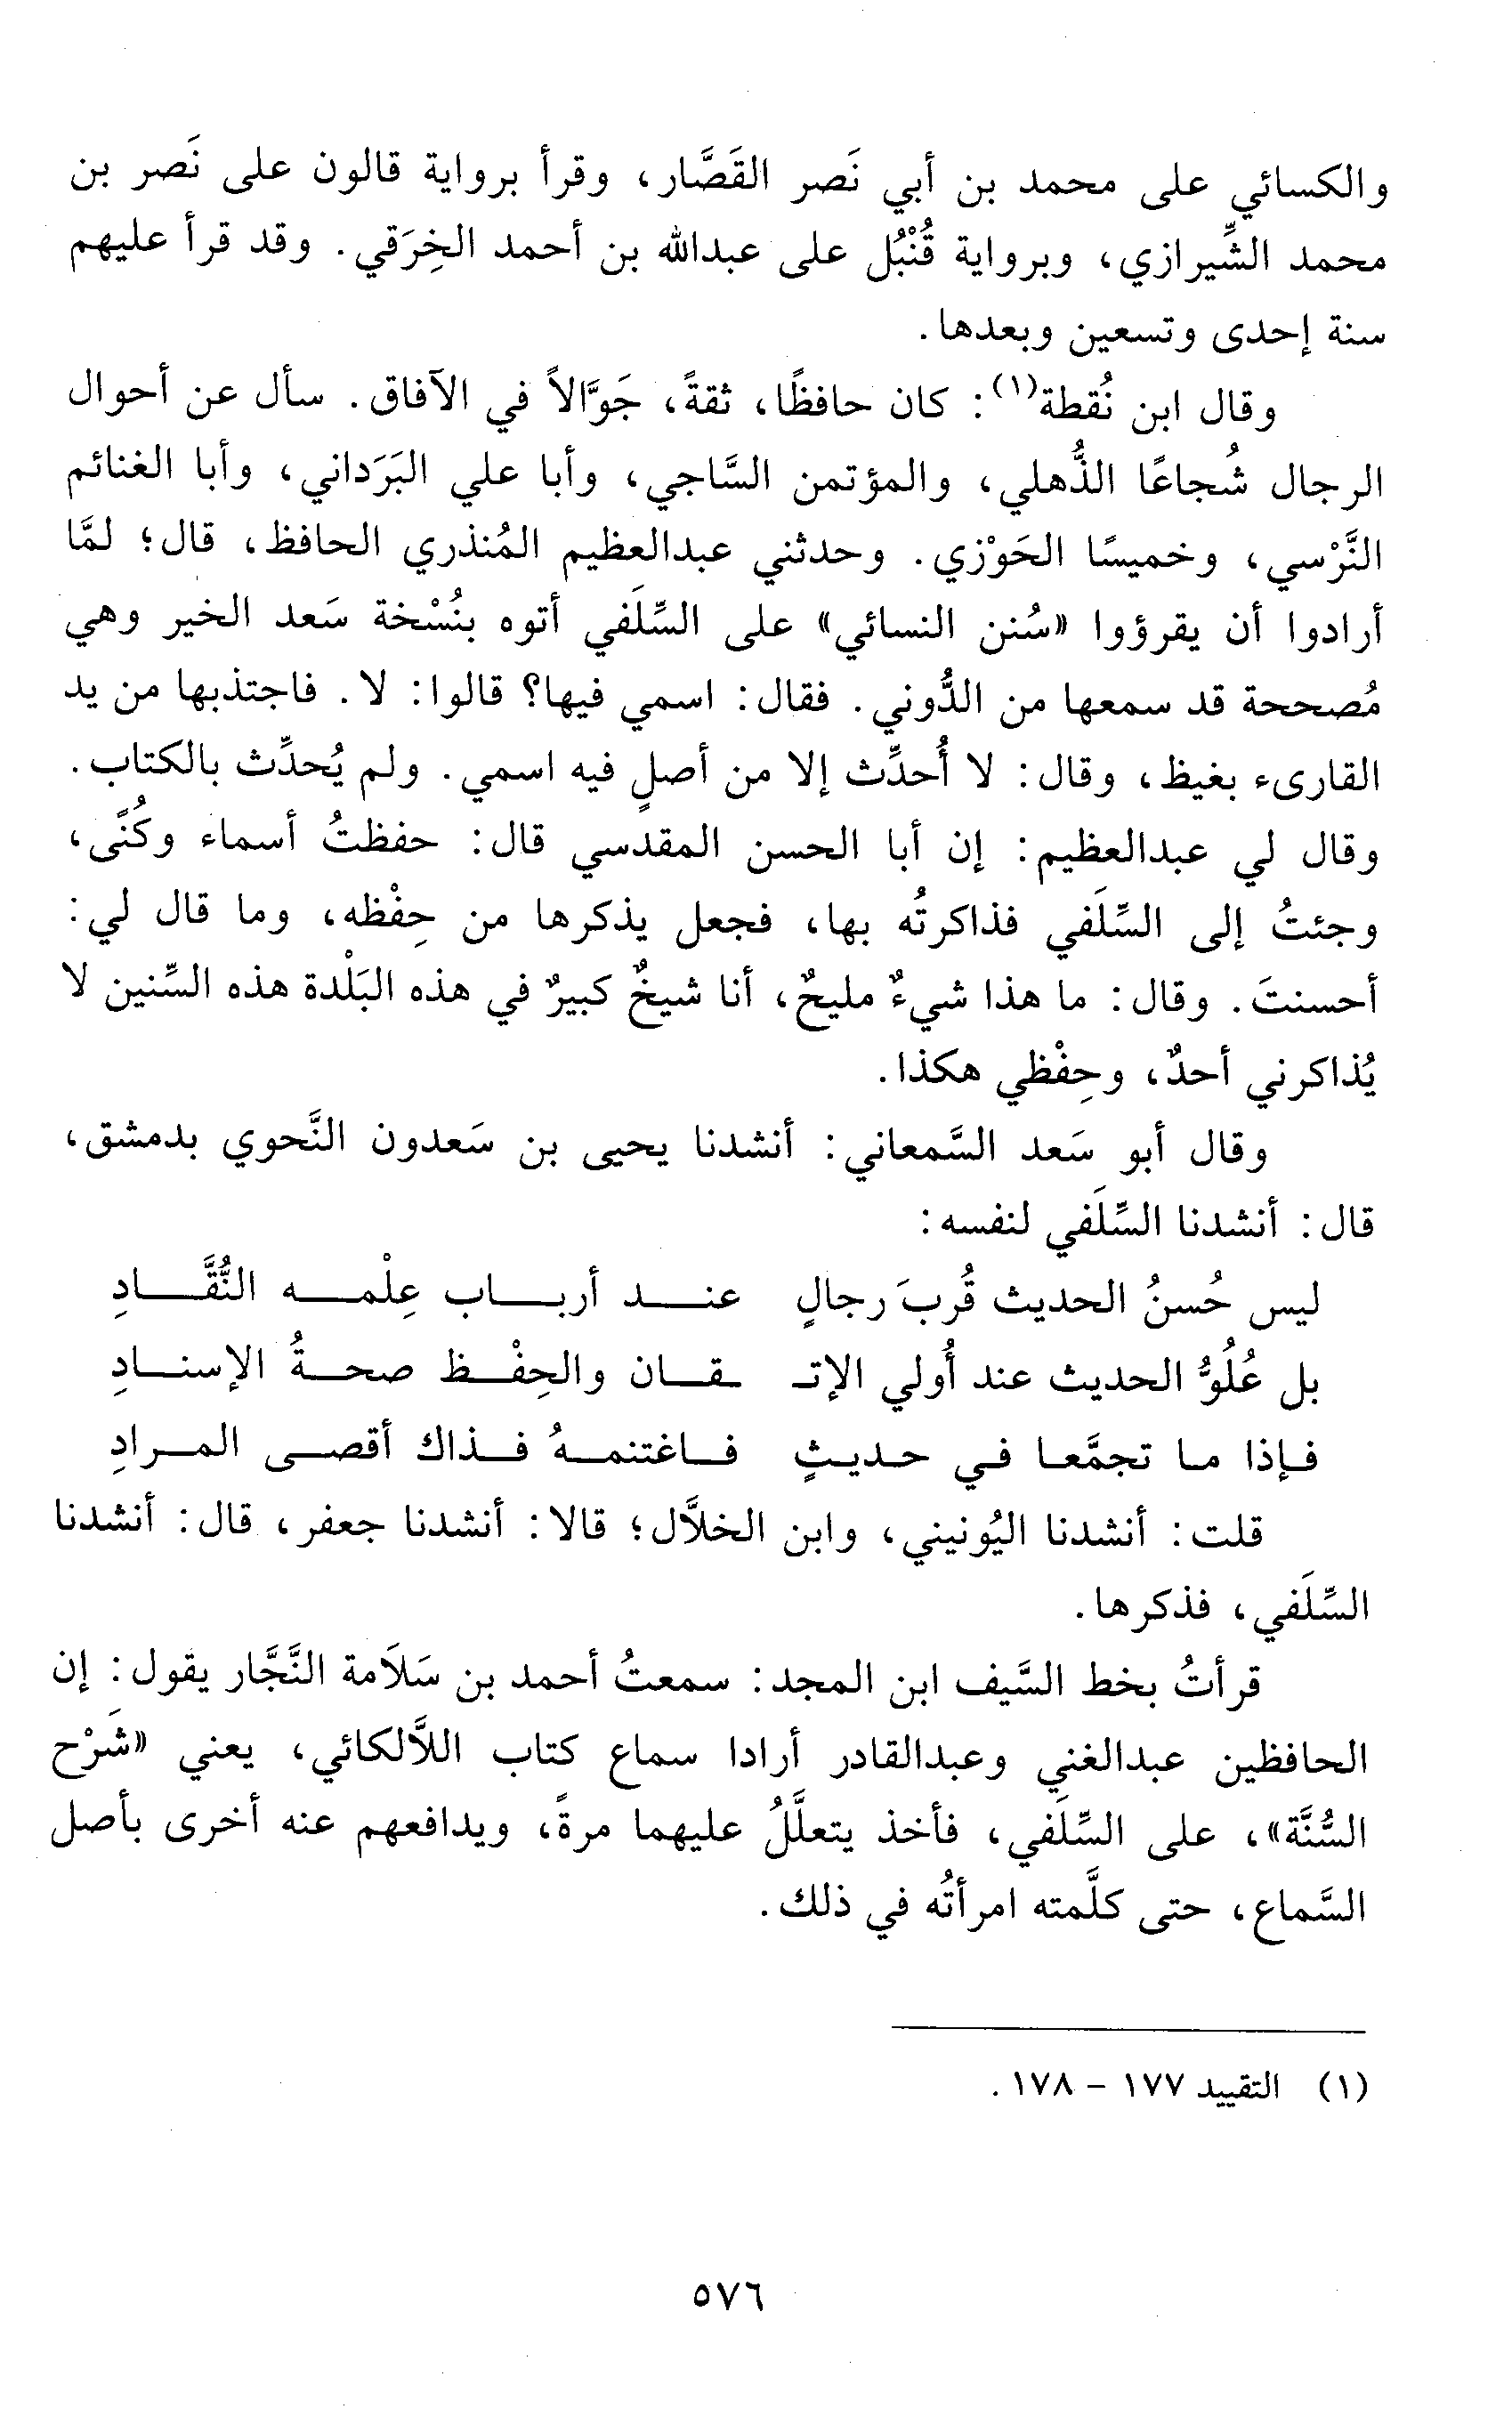 والكسائي على محمد بن أبي نَصر القَصَّار، وقرأ برواية قالون على نَصر بن
محمد الشِّيرازي، وبرواية قُنْبُل على عبدالله بن أحمد الخِرَقي. وقد قرأ عليهم
سنة إحدى وتسعين وبعدها.
وقال ابن نُقطة(١): كان حافظًا، ثقةً، جَوَّالاً في الآفاق. سأل عن أحوال
الرجال شُجاعًا الذُّهلي، والمؤتمن السَّاجي، وأبا علي البَرَداني، وأبا الغنائم
النَّرْسي، وخميسًا الحَوْزي. وحدثني عبدالعظيم المُنذري الحافظ، قال؛ لمَّا
أرادوا أن يقرؤوا «سُنن النسائي» على السِّلَفي أتوه بنُسْخة سَعد الخير وهي
مُصححة قد سمعها من الدُّوني. فقال: اسمي فيها؟ قالوا: لا. فاجتذبها من يد
القارىء بغيظ، وقال: لا أُحدِّث إلا من أصلٍ فيه اسمي. ولم يُحدِّث بالكتاب.
وقال لي عبدالعظيم: إن أبا الحسن المقدسي قال: حفظتُ أسماء وكُنًى،
وجئتُ إلى السِّلَفي فذاكرتُه بها، فجعل يذكرها من حِفْظه، وما قال لي:
أحسنتَ. وقال: ما هذا شيءٌ مليحٌ، أنا شيخٌ كبيرٌ في هذه البَلْدة هذه السِّنين لا
يُذاكرني أحدٌ، وحِفْظي هكذا.
وقال أبو سَعد السَّمعاني: أنشدنا يحيى بن سَعدون النَّحوي بدمشق،
قال: أنشدنا السِّلَفي لنفسه:
ليس حُسنُ الحديث قُربَ رجالٍ عنـــد أربـــاب عِلْمـــه النُّقَّـــادِ
بل عُلُوُّ الحديث عند أُولي الإتـ ـقـان والحِفْـظ صحـةُ الإسنـادِ
فـإذا مـا تجمَّعـا فـي حـديـثٍ فـاغتنمـهُ فـذاك أقصـى المـرادِ
قلت: أنشدنا اليُونيني، وابن الخلاَّل؛ قالا: أنشدنا جعفر، قال: أنشدنا
السِّلَفي، فذكرها.
قرأتُ بخط السَّيف ابن المجد: سمعتُ أحمد بن سَلاَمة النَّجَّار يقول: إن
الحافظين عبدالغني وعبدالقادر أرادا سماع كتاب اللاَّلكائي، يعني «شَرْح
السُّنَّة»، على السِّلَفي، فأخذ يتعلَّلُ عليهما مرةً، ويدافعهم عنه أخرى بأصل
السَّماع، حتى كلَّمته امرأتُه في ذلك.
(١) التقييد ١٧٧ - ١٧٨.
٥٧٦